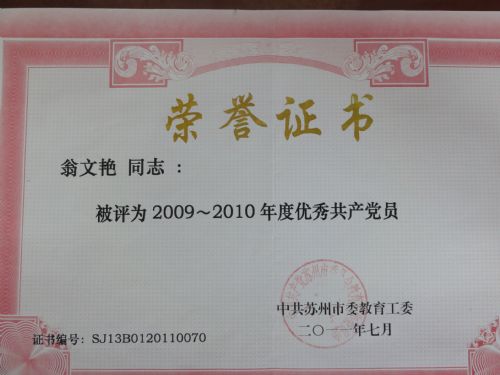 荣誉证书
翁文艳 同志：
被评为 2009～2010 年度优秀共产党员
中共苏州市委教育工委
二〇一一年七月
证书编号：SJ13B0120110070